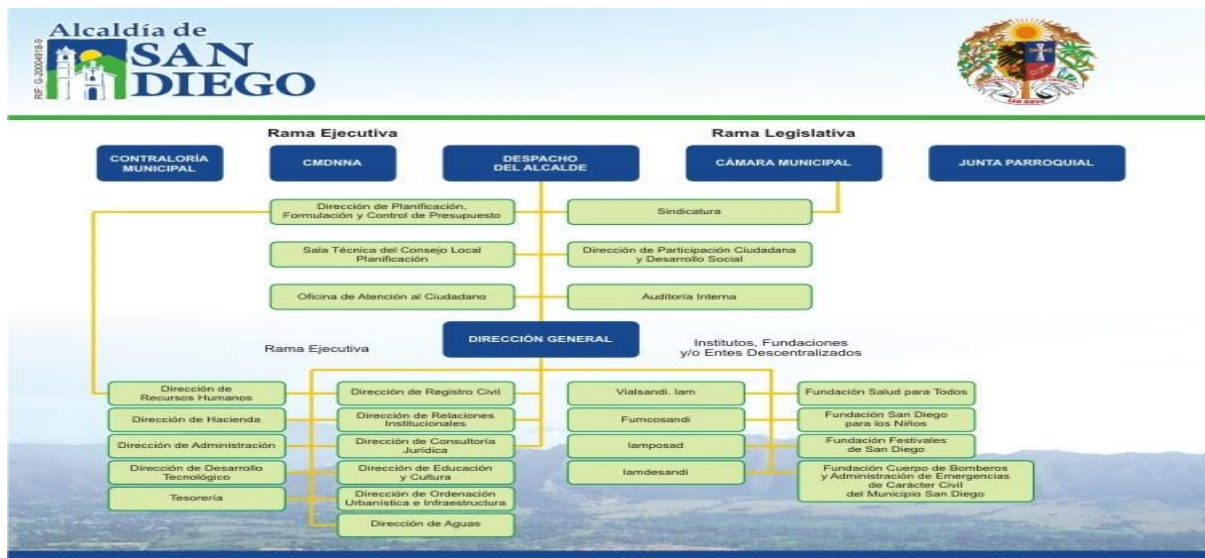 Alcaldía de
SAN
DIEGO
RIF: G-20004918-9
SAN DIEGO
Rama Ejecutiva
Rama Legislativa
CONTRALORÍA
MUNICIPAL
CMDNNA
DESPACHO
DEL ALCALDE
CÁMARA MUNICIPAL
JUNTA PARROQUIAL
Dirección de Planificación,
Formulación y Control de Presupuesto
Sindicatura
Sala Técnica del Consejo Local
Planificación
Dirección de Participación Ciudadana
y Desarrollo Social
Oficina de Atención al Ciudadano
Auditoría Interna
DIRECCIÓN GENERAL
Rama Ejecutiva
Institutos, Fundaciones
y/o Entes Descentralizados
Dirección de
Recursos Humanos
Dirección de Registro Civil
Vialsandi. Iam
Fundación Salud para Todos
Dirección de Hacienda
Dirección de Relaciones
Institucionales
Fumcosandi
Fundación San Diego
para los Niños
Dirección de Administración
Dirección de Consultoría
Jurídica
Iamposad
Fundación Festivales
de San Diego
Dirección de Desarrollo
Tecnológico
Dirección de Educación
y Cultura
Iamdesandi
Fundación Cuerpo de Bomberos
y Administración de Emergencias
de Carácter Civil
del Municipio San Diego
Tesorería
Dirección de Ordenación
Urbanística e Infraestructura
Dirección de Aguas